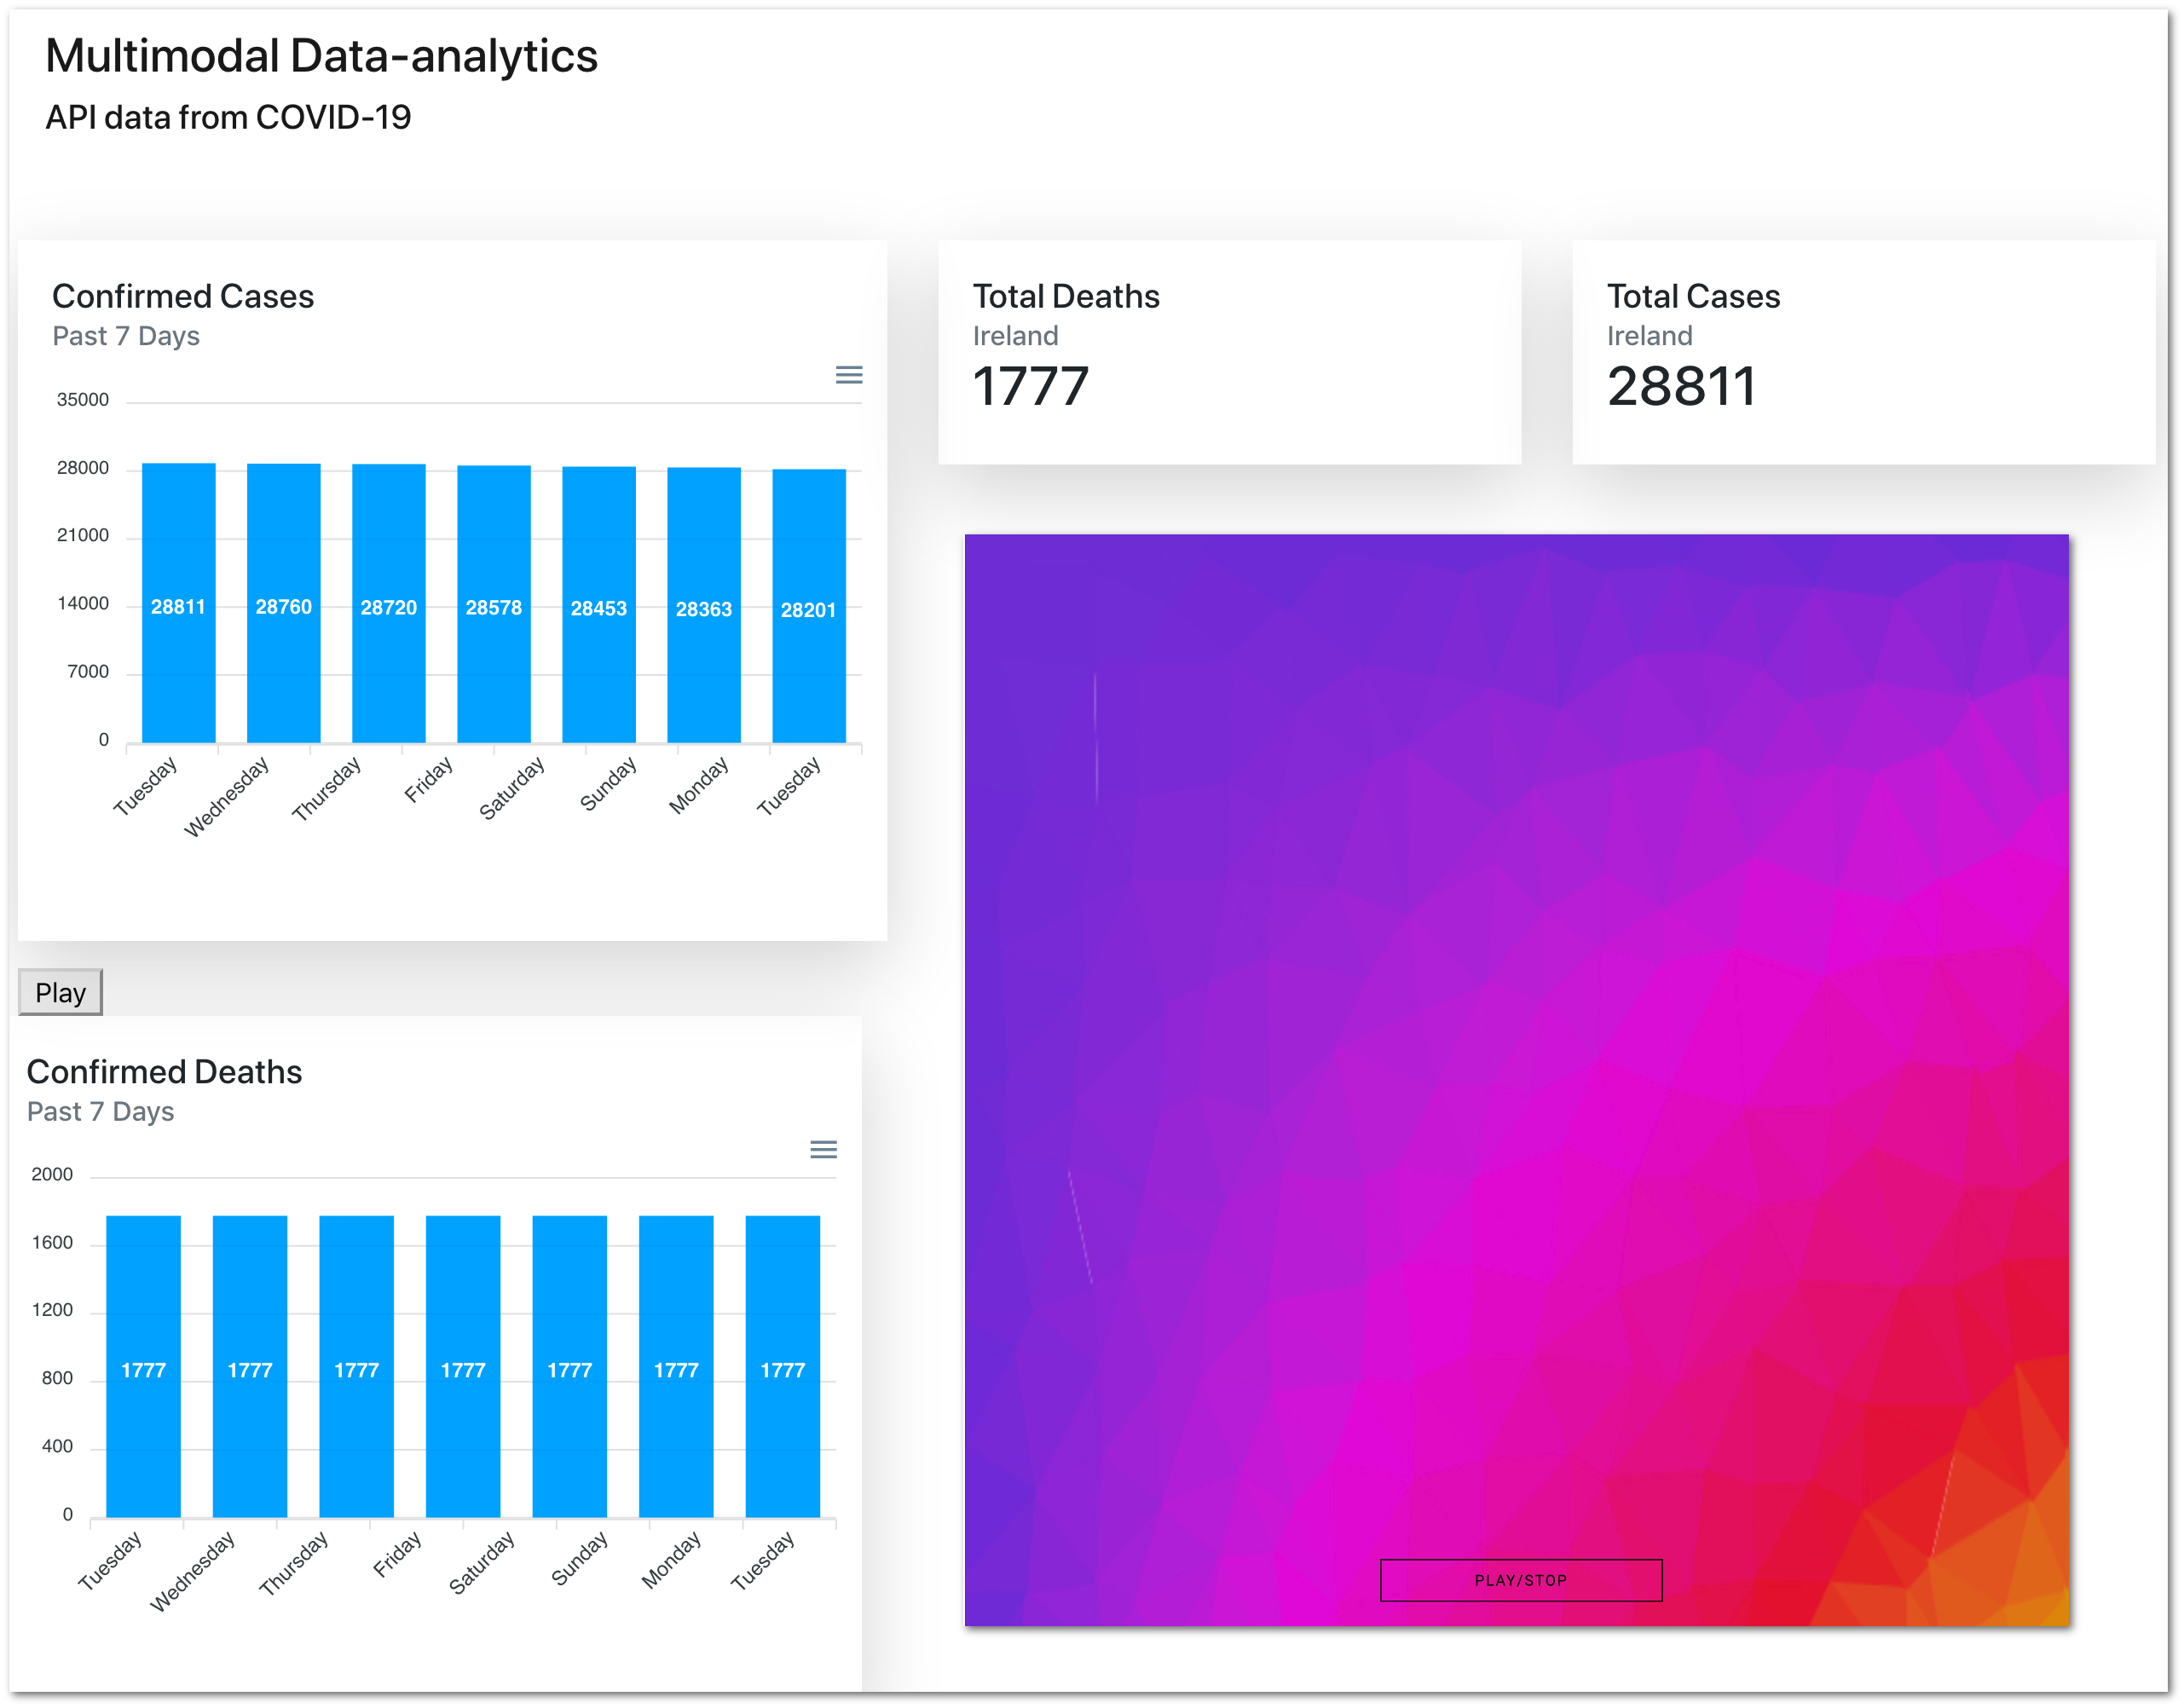 Multimodal Data-analytics
API data from COVID-19
Confirmed Cases
Past 7 Days
35000
28000
21000
14000
7000
0
28811 28760 28720 28578 28453 28363 28201
Tuesday Wednesday Thursday Friday Saturday Sunday Monday Tuesday
Total Deaths
Ireland
1777
Total Cases
Ireland
28811
Play
Confirmed Deaths
Past 7 Days
2000
1600
1200
800
400
0
1777 1777 1777 1777 1777 1777 1777
Tuesday Wednesday Thursday Friday Saturday Sunday Monday Tuesday
PLAY/STOP